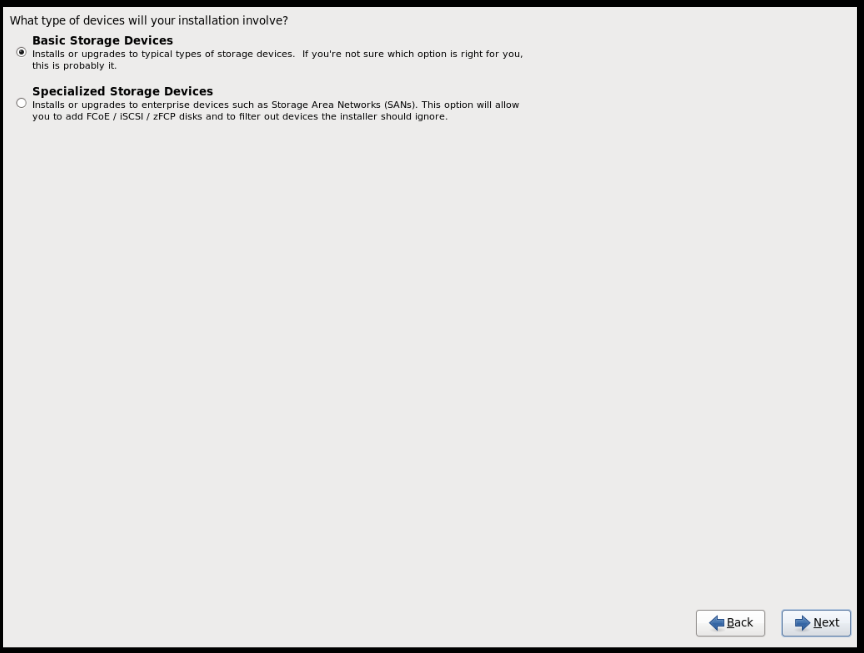 What type of devices will your installation involve?
Basic Storage Devices
Installs or upgrades to typical types of storage devices.  If you're not sure which option is right for you,
this is probably it.
Specialized Storage Devices
Installs or upgrades to enterprise devices such as Storage Area Networks (SANs). This option will allow
you to add FCoE / iSCSI / zFCP disks and to filter out devices the installer should ignore.
Back
Next